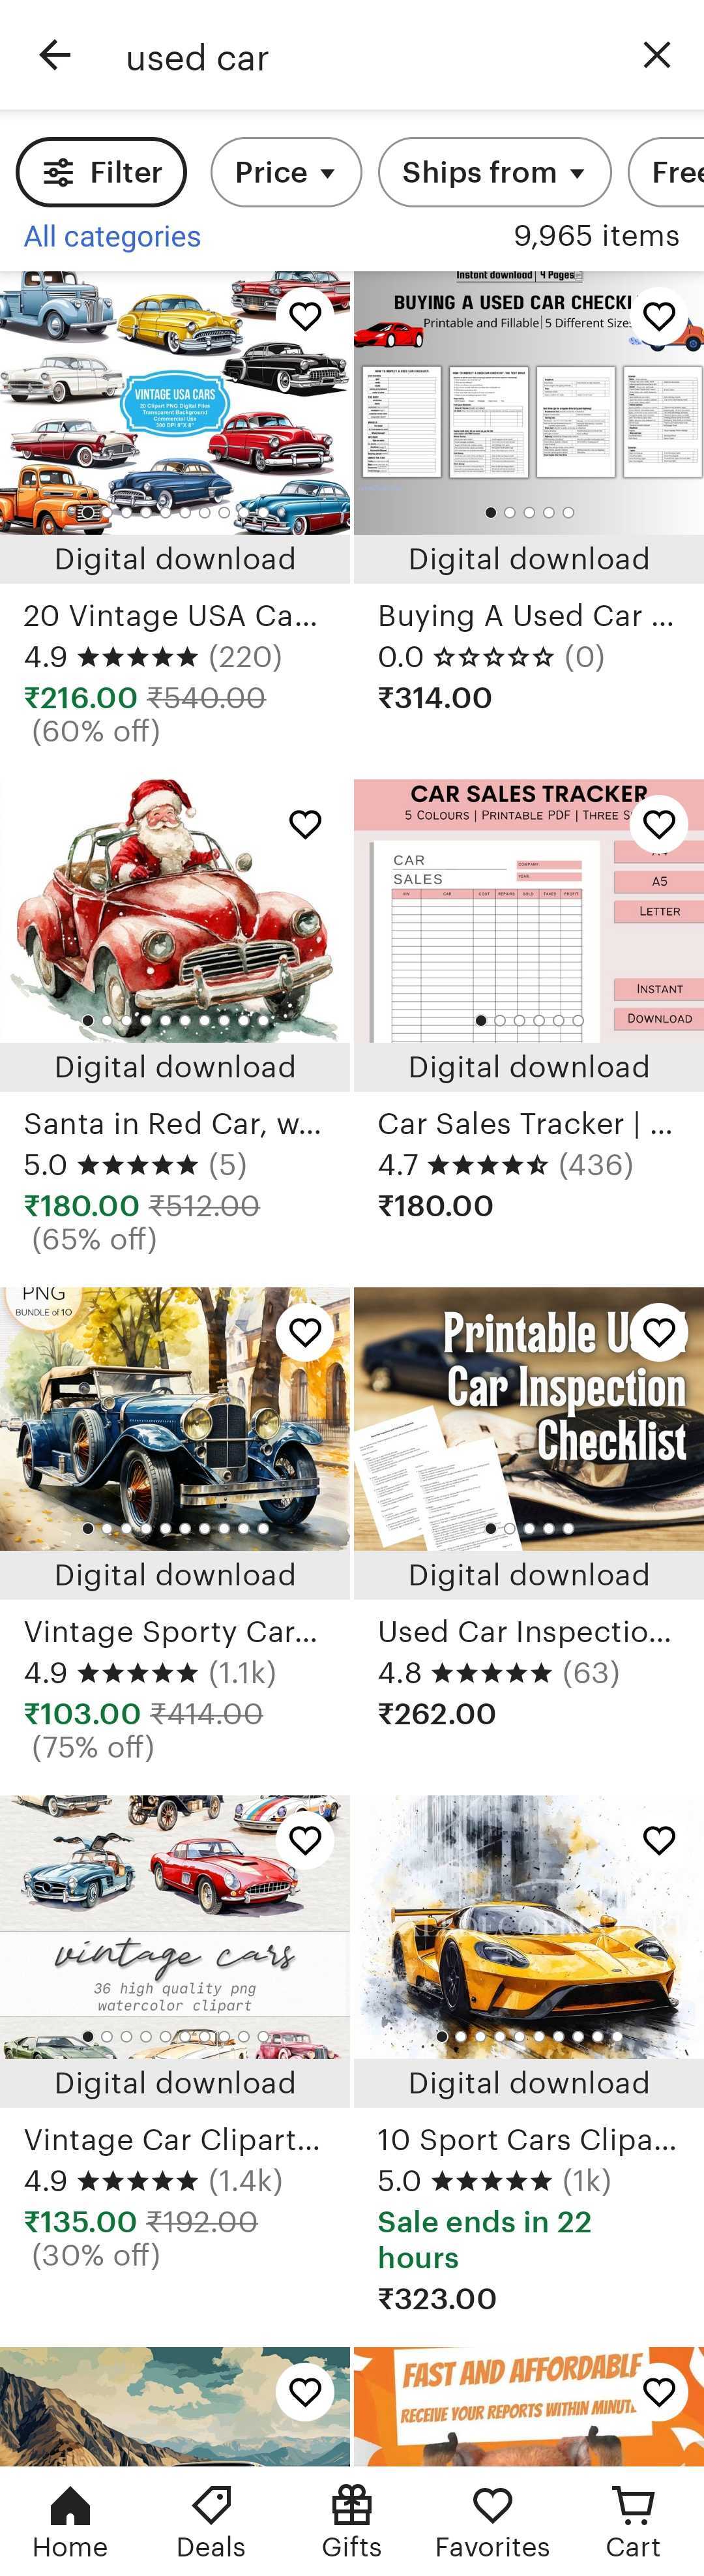 used car
Filter
Price
Ships from
Free
All categories
9,965 items
VINTAGE USA CARS
20 Clipart PNG Digital Files
Transparent Background
Commercial Use
300 DPI 8"X 8"
Digital download
20 Vintage USA Ca...
4.9 (220)
₹216.00 ₹540.00
(60% off)
Instant download | 4 Pages
BUYING A USED CAR CHECKI
Printable and Fillable| 5 Different Sizes
Digital download
Buying A Used Car ...
0.0 (0)
₹314.00
Digital download
Santa in Red Car, w...
5.0 (5)
₹180.00 ₹512.00
(65% off)
CAR SALES TRACKER
5 COLOURS | PRINTABLE PDF | THREE S
CAR
SALES
COMPANY
YEAR
VIN CAR COST REPAIRS SOLD TAXES PROFIT
A5
LETTER
INSTANT
DOWNLOAD
Digital download
Car Sales Tracker | ...
4.7 (436)
₹180.00
PNG
BUNDLE of 10
Digital download
Vintage Sporty Car...
4.9 (1.1k)
₹103.00 ₹414.00
(75% off)
Printable U
Car Inspection
Checklist
Digital download
Used Car Inspectio...
4.8 (63)
₹262.00
vintage cars
36 high quality png
watercolor clipart
Digital download
Vintage Car Clipart...
4.9 (1.4k)
₹135.00 ₹192.00
(30% off)
Digital download
10 Sport Cars Clipa...
5.0 (1k)
Sale ends in 22
hours
₹323.00
FAST AND AFFORDABLE
RECEIVE YOUR REPORTS WITHIN MINUT
Home
Deals
Gifts
Favorites
Cart